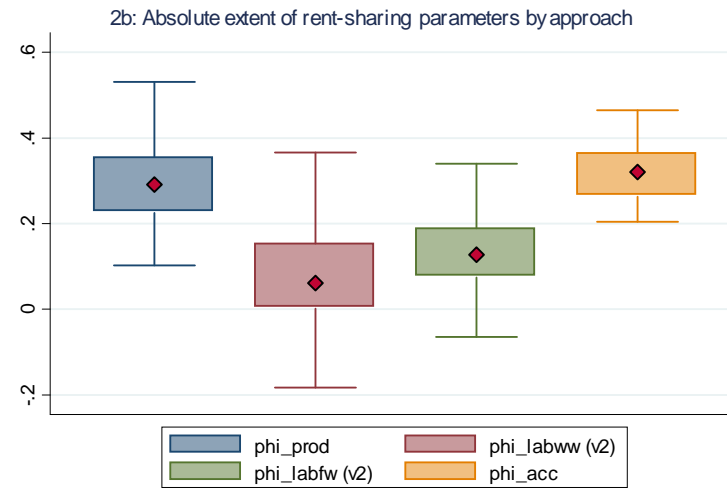 2b: Absolute extent of rent-sharing parameters by approach
.6
.4
.2
0
-.2
phi_prod phi_labww (v2)
phi_labfw (v2) phi_acc